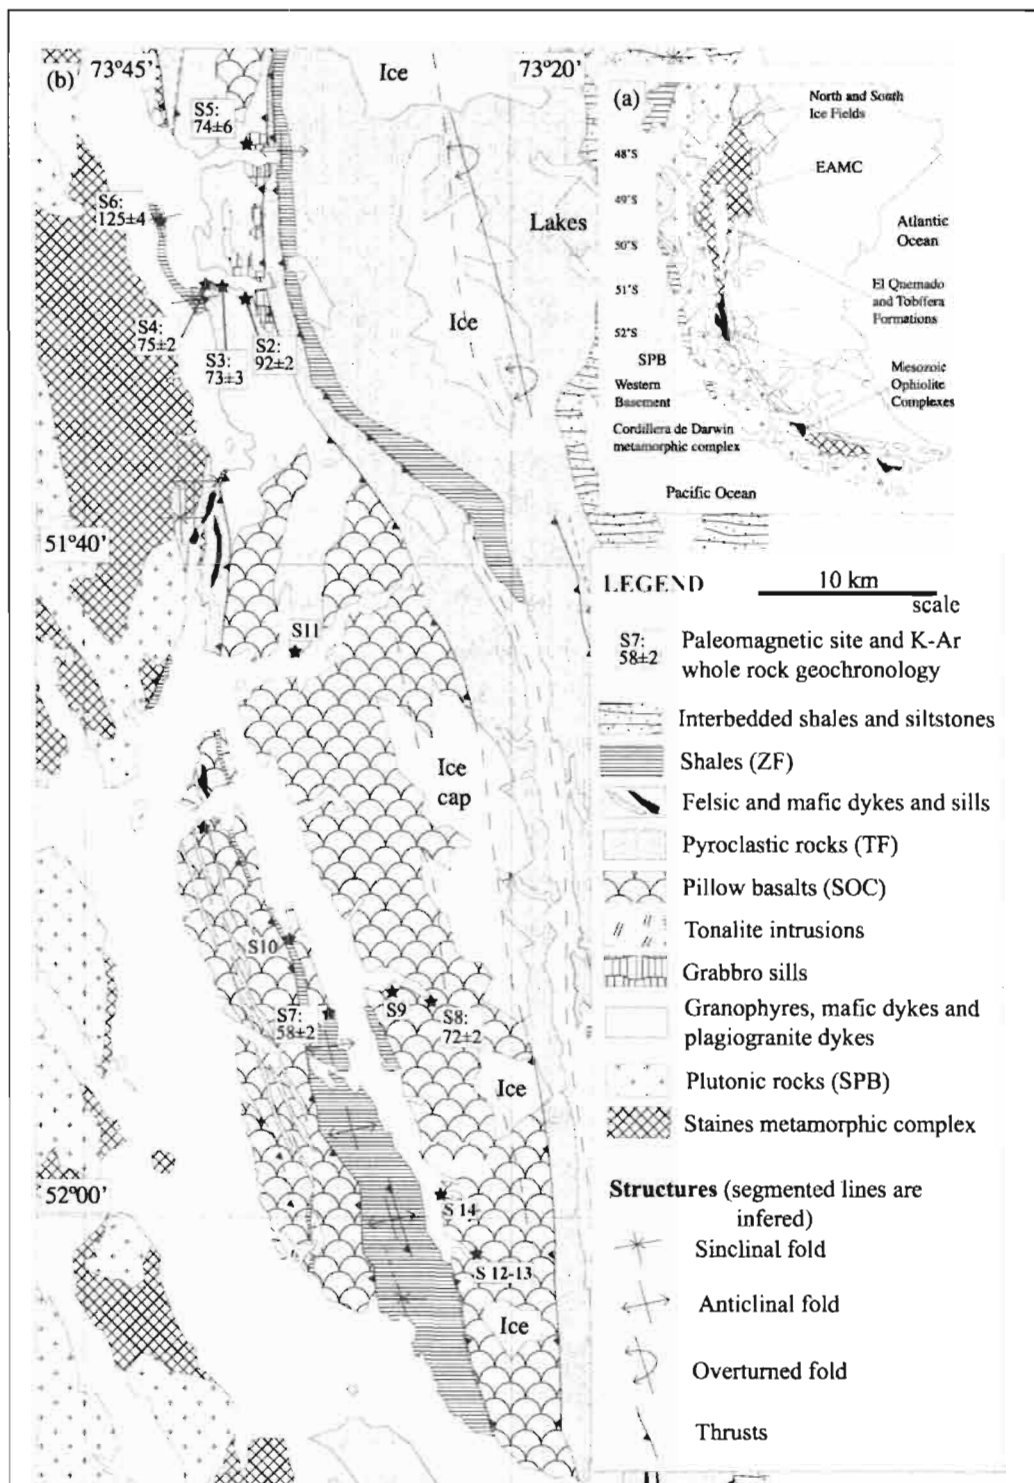 (b)
73°45'
Ice
73°20'
S5:
74±6
S6:
125±4
Lakes
Ice
S4:
75±2
S3:
73±3
S2:
92±2
51°40'
S11
Ice
cap
S10
S7:
58±2
S9
S8:
72±2
Ice
52°00'
S 14
S 12-13
Ice
(a)
North and South
Ice Fields
48°S
EAMC
49°S
Atlantic
Ocean
50°S
El Quemado
and Tobífera
Formations
51°S
52°S
SPB
Western
Basement
Mesozoic
Ophiolite
Complexes
Cordillera de Darwin
metamorphic complex
Pacific Ocean
LEGEND
10 km
scale
S7:
58±2
Paleomagnetic site and K-Ar
whole rock geochronology
Interbedded shales and siltstones
Shales (ZF)
Felsic and mafic dykes and sills
Pyroclastic rocks (TF)
Pillow basalts (SOC)
Tonalite intrusions
Grabbro sills
Granophyres, mafic dykes and
plagiogranite dykes
Plutonic rocks (SPB)
Staines metamorphic complex
Structures (segmented lines are
infered)
Sinclinal fold
Anticlinal fold
Overturned fold
Thrusts